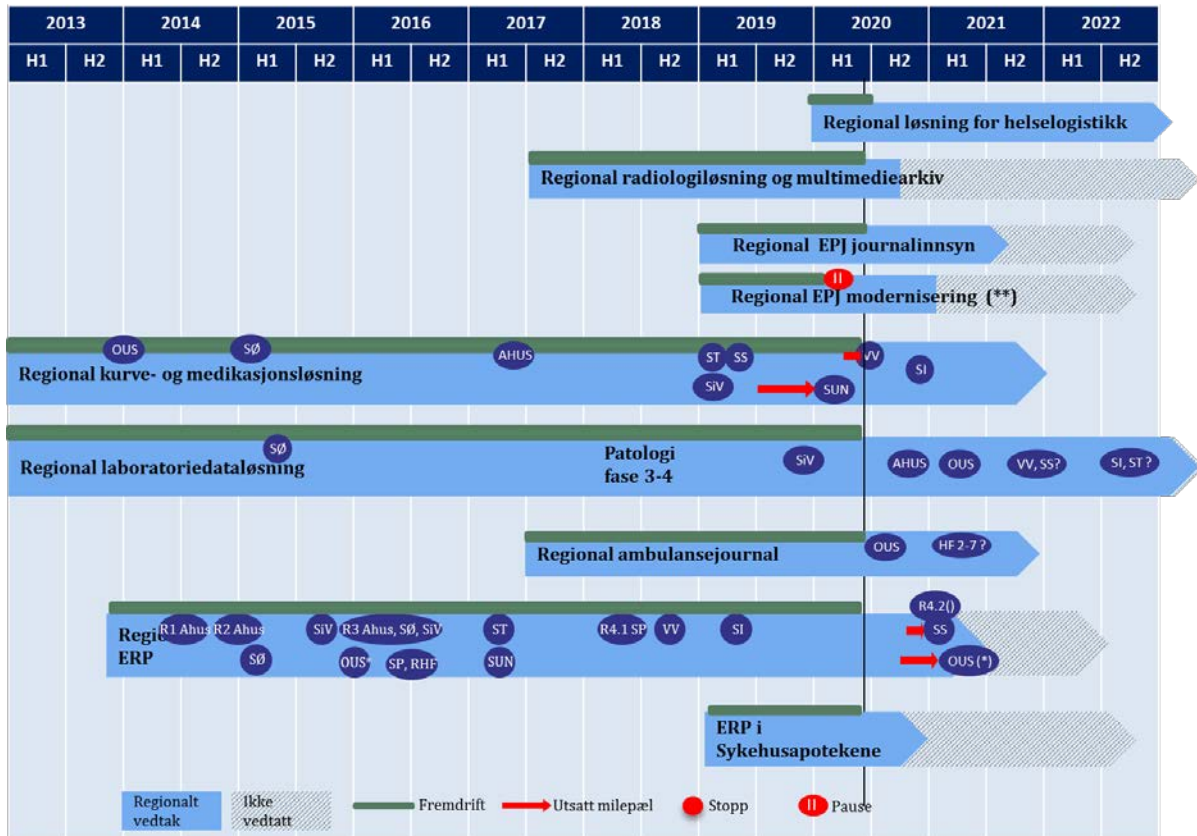 2013 2014 2015 2016 2017 2018 2019 2020 2021 2022
H1 H2 H1 H2 H1 H2 H1 H2 H1 H2 H1 H2 H1 H2 H1 H2 H1 H2 H1 H2
Regional løsning for helselogistikk
Regional radiologiløsning og multimediearkiv
Regional EPJ journalinnsyn
Regional EPJ modernisering (**)
OUS SØ AHUS ST SS VV
Regional kurve- og medikasjonsløsning SI
SiV SUN
SØ
Regional laboratoriedataløsning
Patologi
fase 3-4
SiV AHUS OUS VV, SS? SI, ST ?
Regional ambulansejournal OUS HF 2-7 ?
R4.2()
R1 Ahus R2 Ahus SiV R3 Ahus, SØ, SiV ST R4.1 SP VV SI SS
ERP SØ OUS* SP, RHF SUN OUS (*)
ERP i
Sykehusapotekene
Regionalt
vedtak
Ikke
vedtatt
Fremdrift Utsatt milepæl Stopp Pause